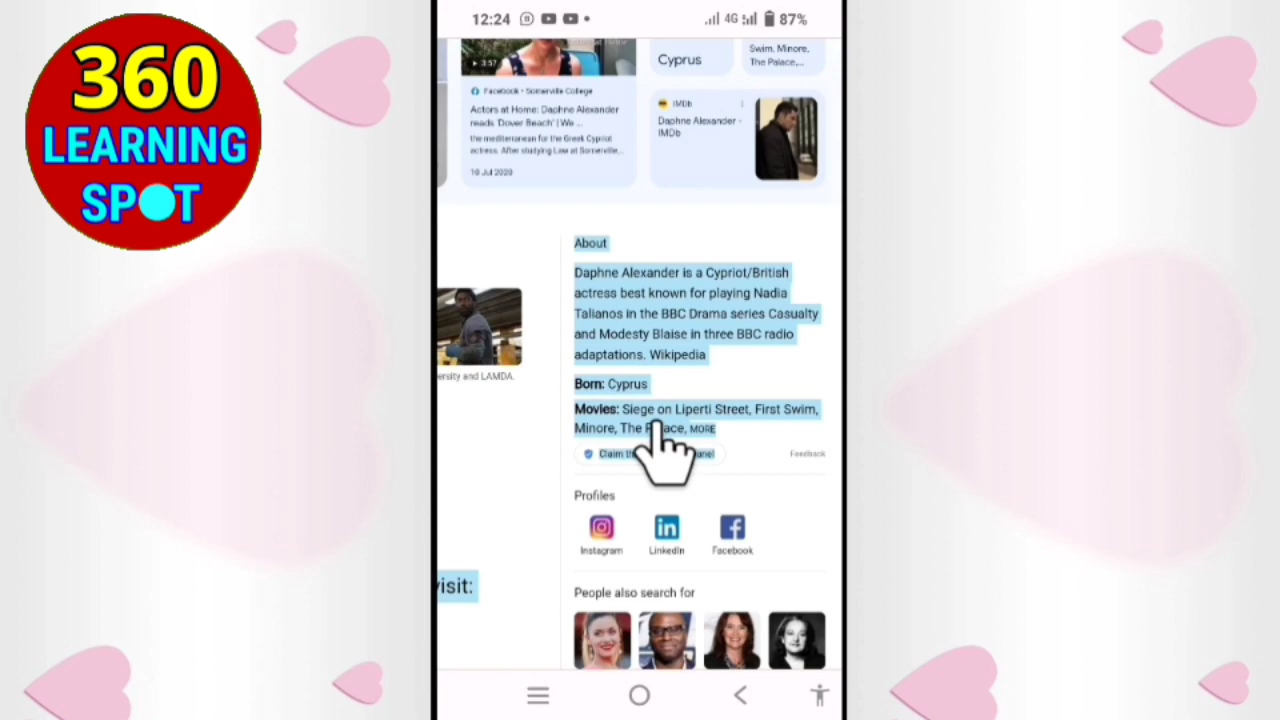 360
LEARNING
SPOT
12:24
4G
87%
3:57
Cyprus
Swim, Minore,
The Palace,...
Facebook • Somerville College
Actors at Home: Daphne Alexander
reads 'Dover Beach' | We ...
the mediterranean for the Greek Cypriot
actress. After studying Law at Somerville...
10 Jul 2020
IMDb
Daphne Alexander -
IMDb
About
Daphne Alexander is a Cypriot/British
actress best known for playing Nadia
Talianos in the BBC Drama series Casualty
and Modesty Blaise in three BBC radio
adaptations. Wikipedia
Born: Cyprus
Movies: Siege on Liperti Street, First Swim,
Minore, The Palace, MORE
Claim
Feedback
ersity and LAMDA.
Profiles
Instagram
LinkedIn
Facebook
visit:
People also search for